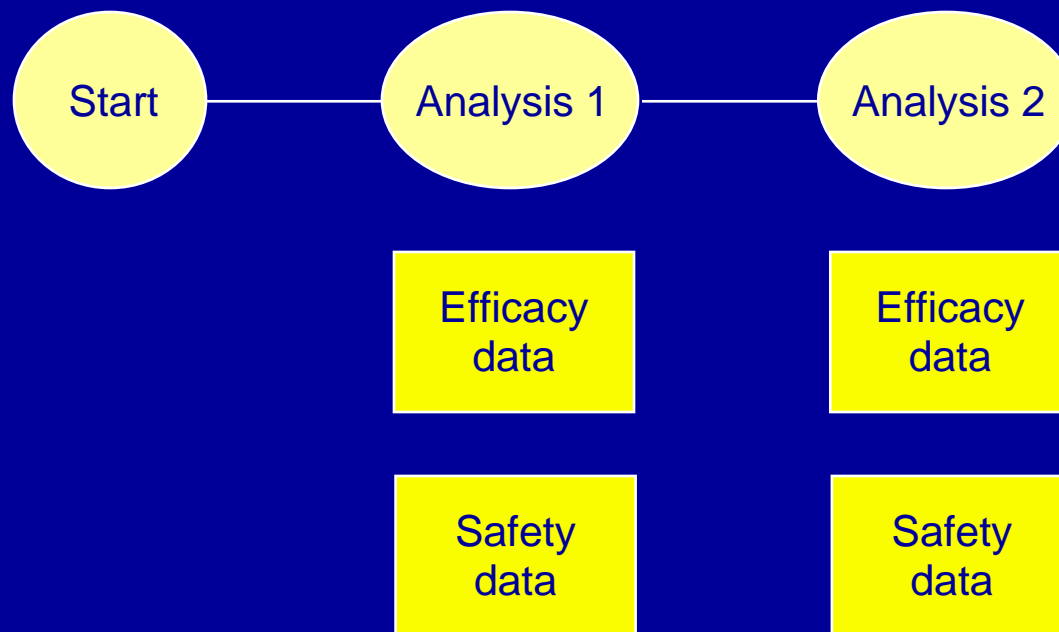 Start
Analysis 1
Analysis 2
Efficacy
data
Efficacy
data
Safety
data
Safety
data